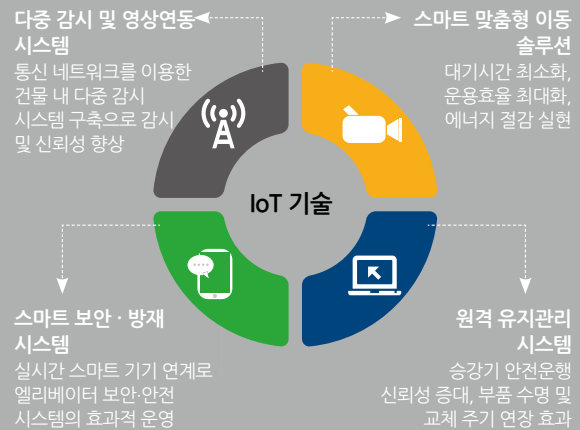 다중 감시 및 영상연동
시스템
통신 네트워크를 이용한
건물 내 다중 감시
시스템 구축으로 감시
및 신뢰성 향상
스마트 맞춤형 이동
솔루션
대기시간 최소화,
운용효율 최대화,
에너지 절감 실현
IoT 기술
스마트 보안 · 방재
시스템
실시간 스마트 기기 연계로
엘리베이터 보안·안전
시스템의 효과적 운영
원격 유지관리
시스템
승강기 안전운행
신뢰성 증대, 부품 수명 및
교체 주기 연장 효과